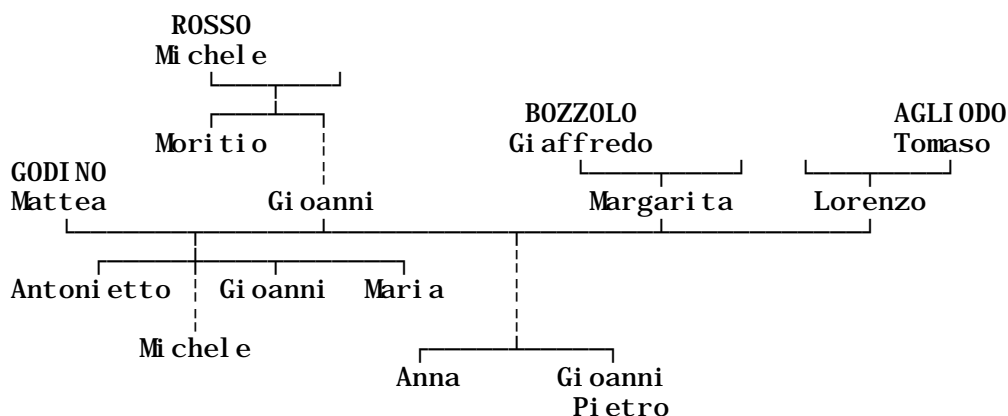 ROSSO
Michele
Moritio
BOZZOLO
AGLIODO
Giaffredo
Tomaso
GODINO
Mattea
Gioanni
Margarita
Lorenzo
Antonietto
Gioanni
Maria
Michele
Anna
Gioanni
Pietro